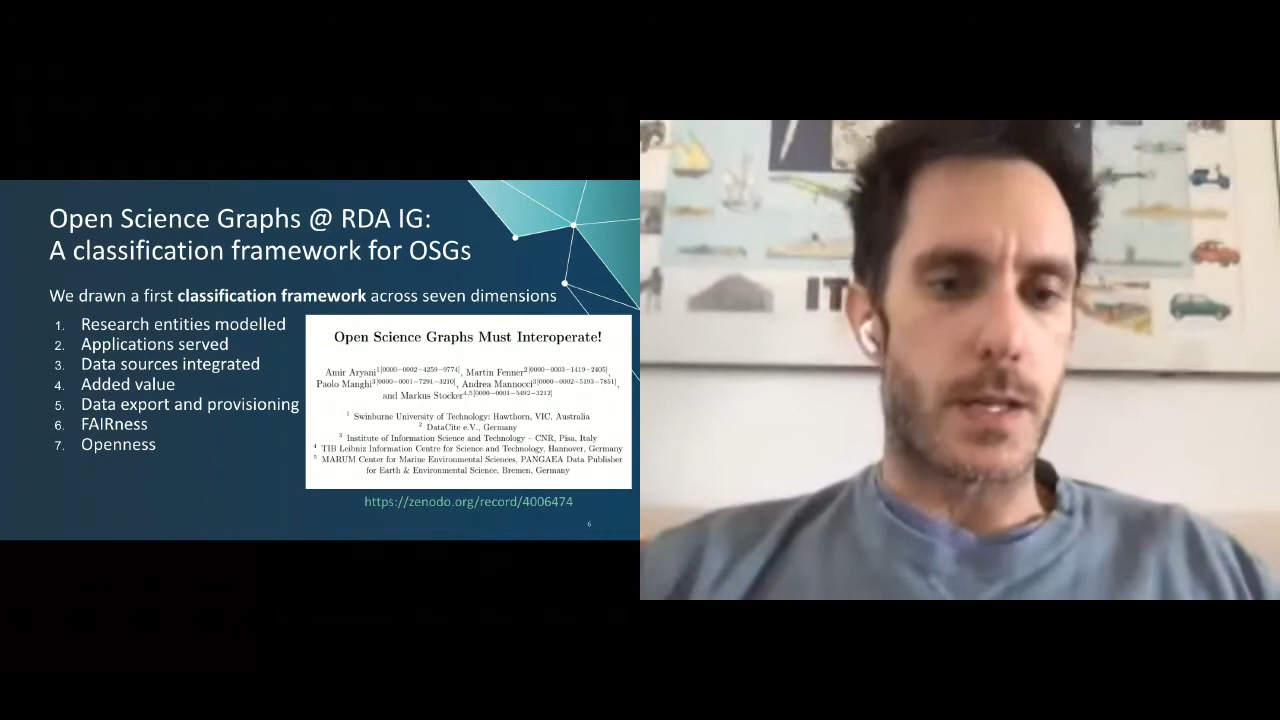 Open Science Graphs @ RDA IG:
A classification framework for OSGs
We drawn a first classification framework across seven dimensions
1. Research entities modelled
2. Applications served
3. Data sources integrated
4. Added value
5. Data export and provisioning
6. FAIRness
7. Openness
Open Science Graphs Must Interoperate!
Amir Aryani1[0000−0002−4259−9774], Martin Fenner2[0000−0003−1419−2405],
Paolo Manghi3[0000−0001−7291−3210], Andrea Mannocci3[0000−0002−5193−7851],
and Markus Stocker4,5[0000−0001−5492−3212]
1 Swinburne University of Technology: Hawthorn, VIC, Australia
2 DataCite e.V., Germany
3 Institute of Information Science and Technology – CNR, Pisa, Italy
4 TIB Leibniz Information Centre for Science and Technology, Hannover, Germany
5 MARUM Center for Marine Environmental Sciences, PANGAEA Data Publisher
for Earth & Environmental Science, Bremen, Germany
https://zenodo.org/record/4006474
6
IT